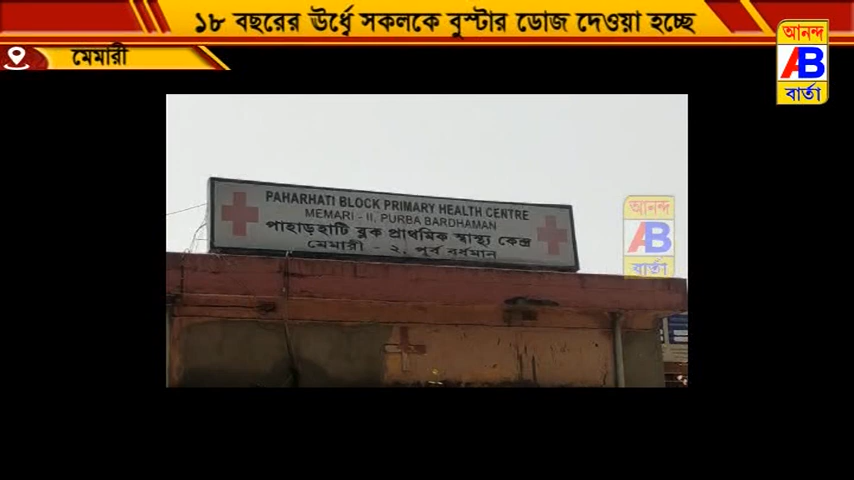 ১৮ বছরের ঊর্ধ্বে সকলকে বুস্টার ডোজ দেওয়া হচ্ছে
মেমারী
আনন্দ
AB
বার্তা
PAHARHATI BLOCK PRIMARY HEALTH CENTRE
MEMARI - II, PURBA BARDHAMAN
পাহাড়হাটি ব্লক প্রাথমিক স্বাস্থ্য কেন্দ্র
মেমারী - ২, পূর্ব বর্ধমান
আনন্দ
AB
বার্তা